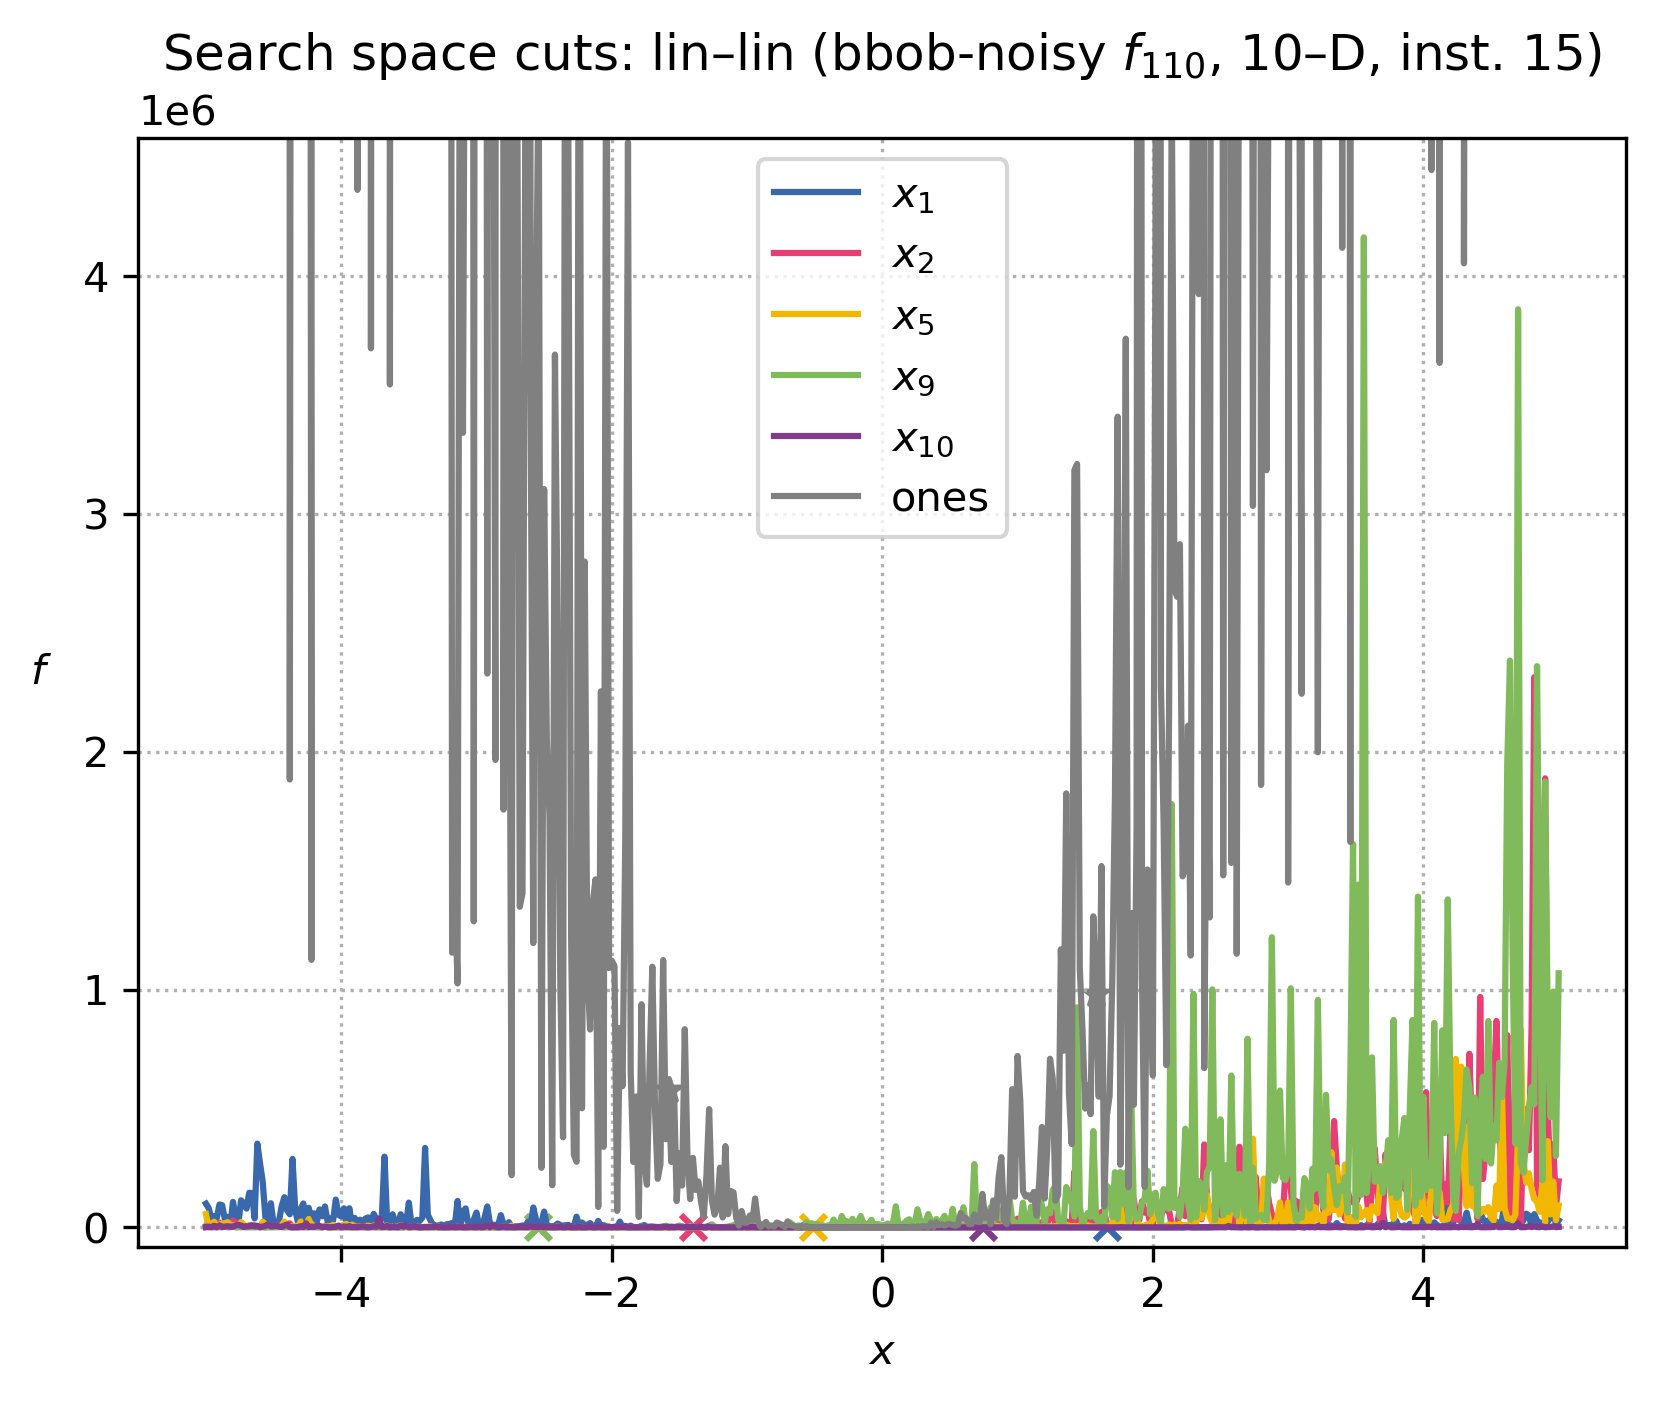 Search space cuts: lin–lin (bbob-noisy f₁₁₀, 10–D, inst. 15)
1e6
x₁
x₂
x₅
x₉
x₁₀
ones
4
3
2
1
0
f
−4 −2 0 2 4
x